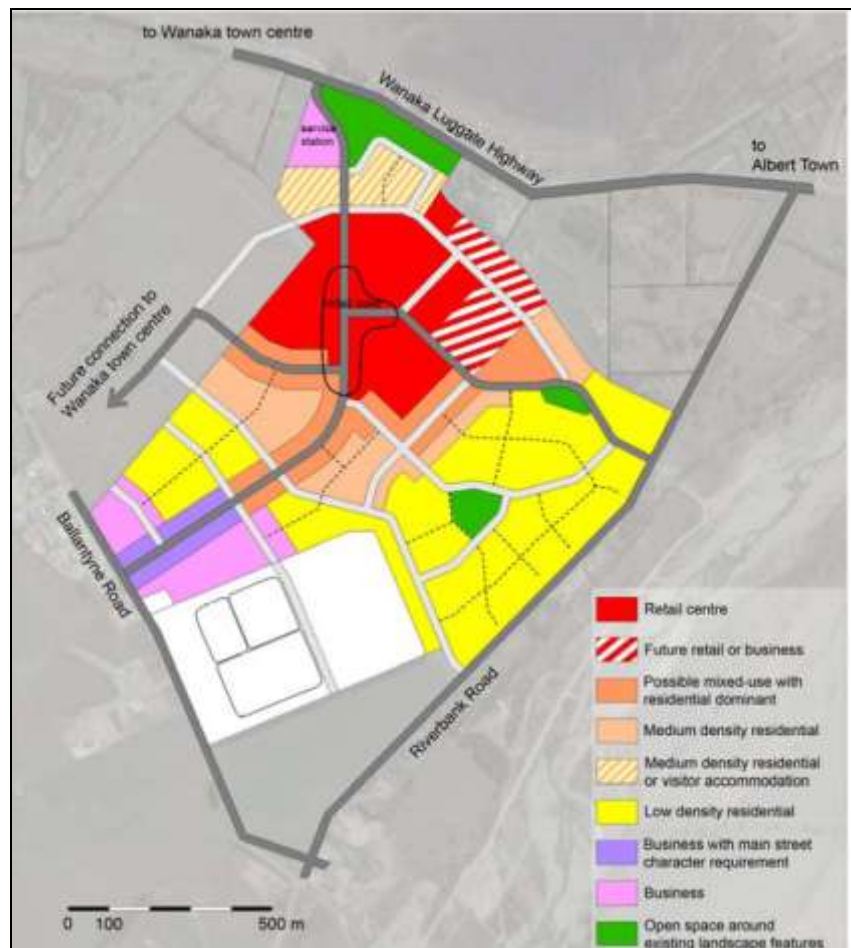 to Wanaka town centre
Wanaka Luggate Highway
to
Albert Town
service
station
Future connection to
Wanaka town centre
Ballantyne Road
Riverbank Road
Retail centre
Future retail or business
Possible mixed-use with
residential dominant
Medium density residential
Medium density residential
or visitor accommodation
Low density residential
Business with main street
character requirement
Business
Open space around
existing landscape features
0 100 500 m